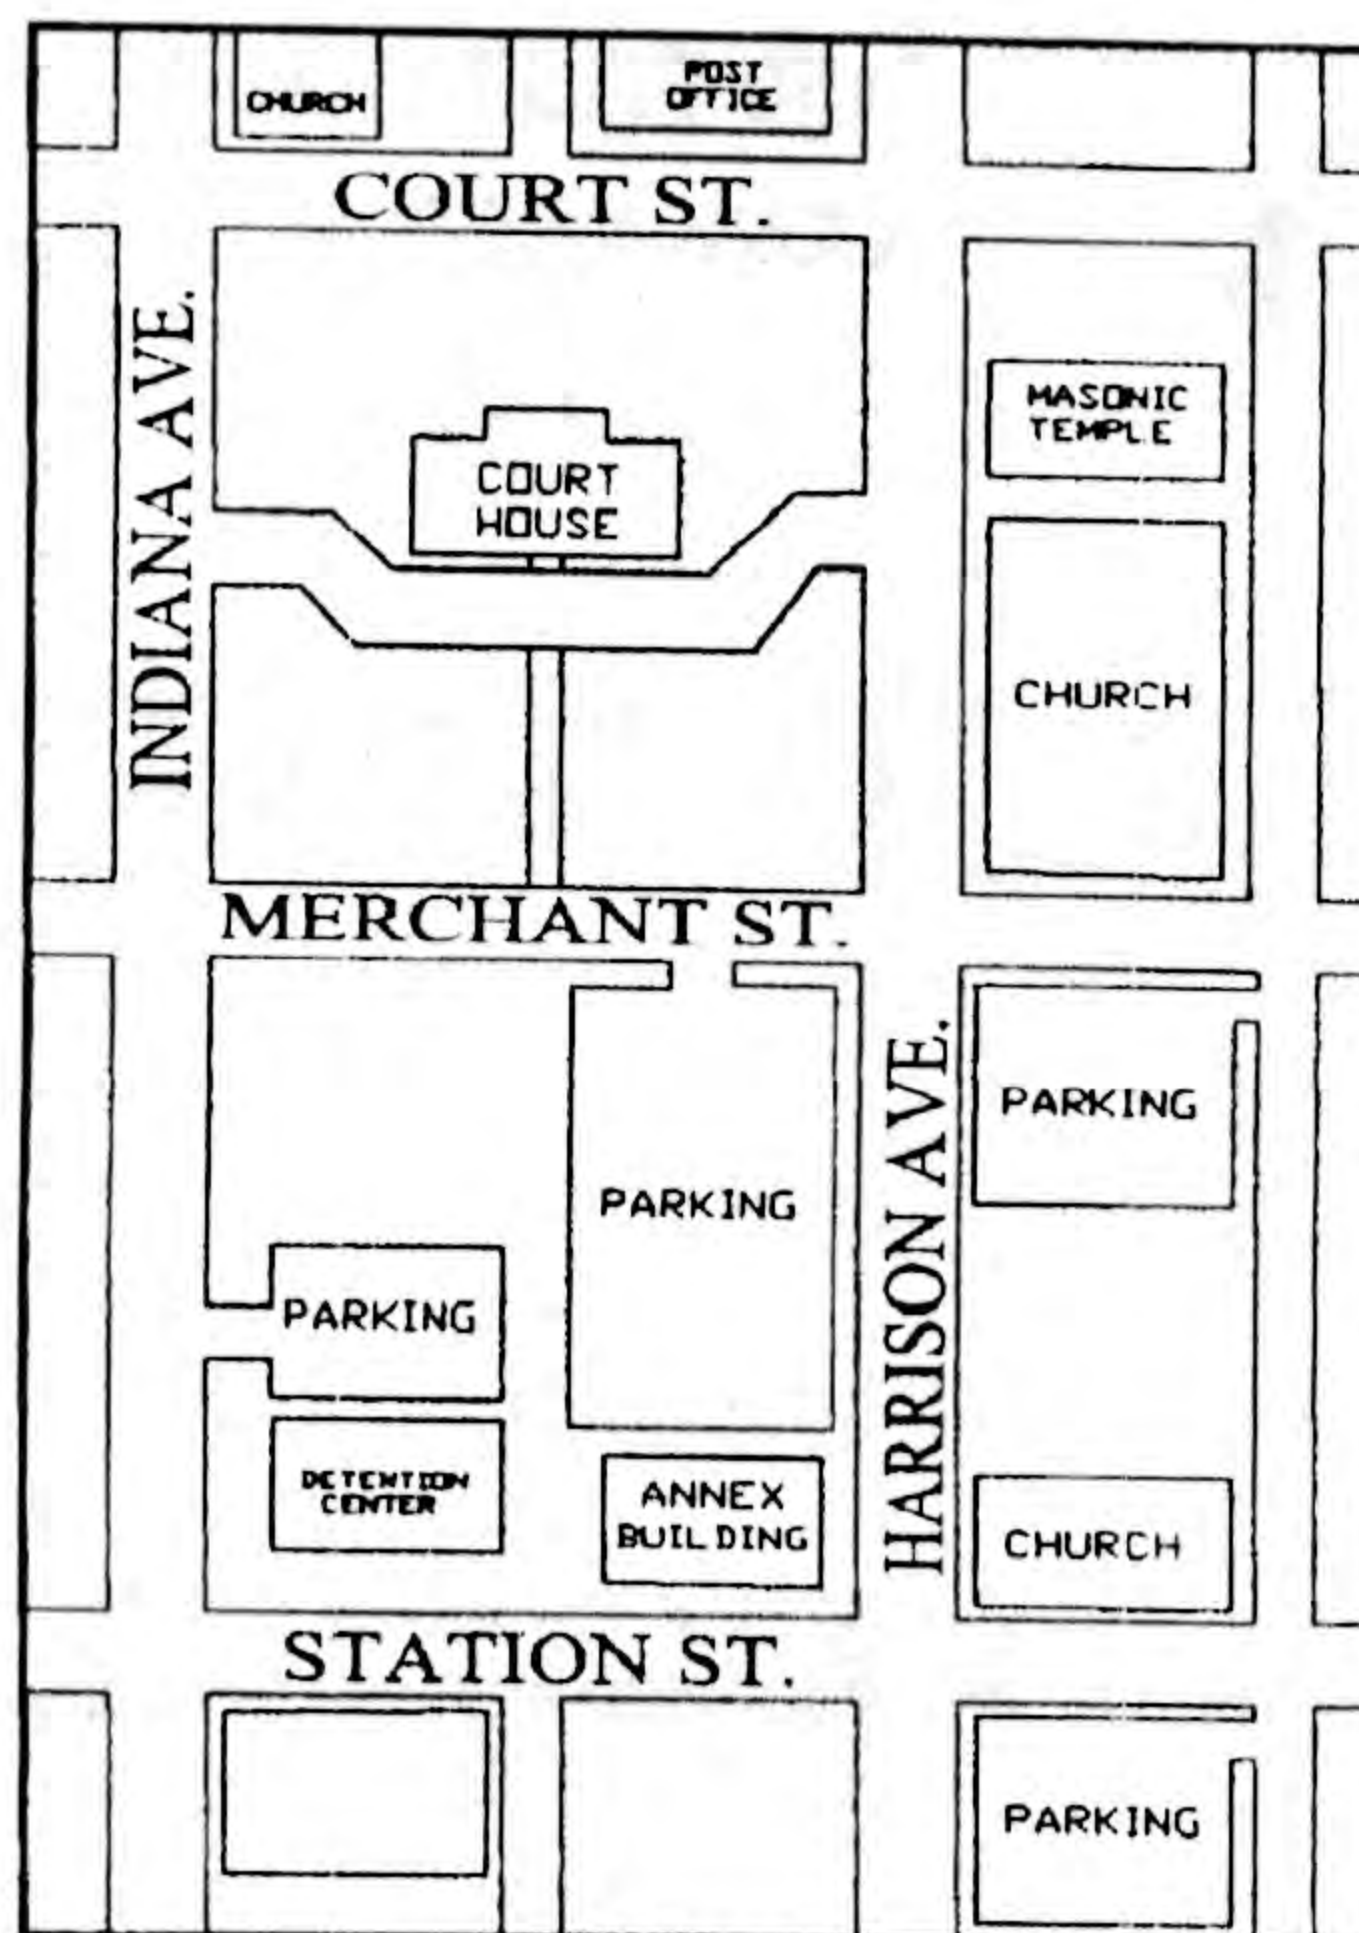 CHURCH
POST
OFFICE
COURT ST.
INDIANA AVE.
MASONIC
TEMPLE
COURT
HOUSE
CHURCH
MERCHANT ST.
HARRISON AVE.
PARKING
PARKING
PARKING
DETENTION
CENTER
ANNEX
BUILDING
CHURCH
STATION ST.
PARKING